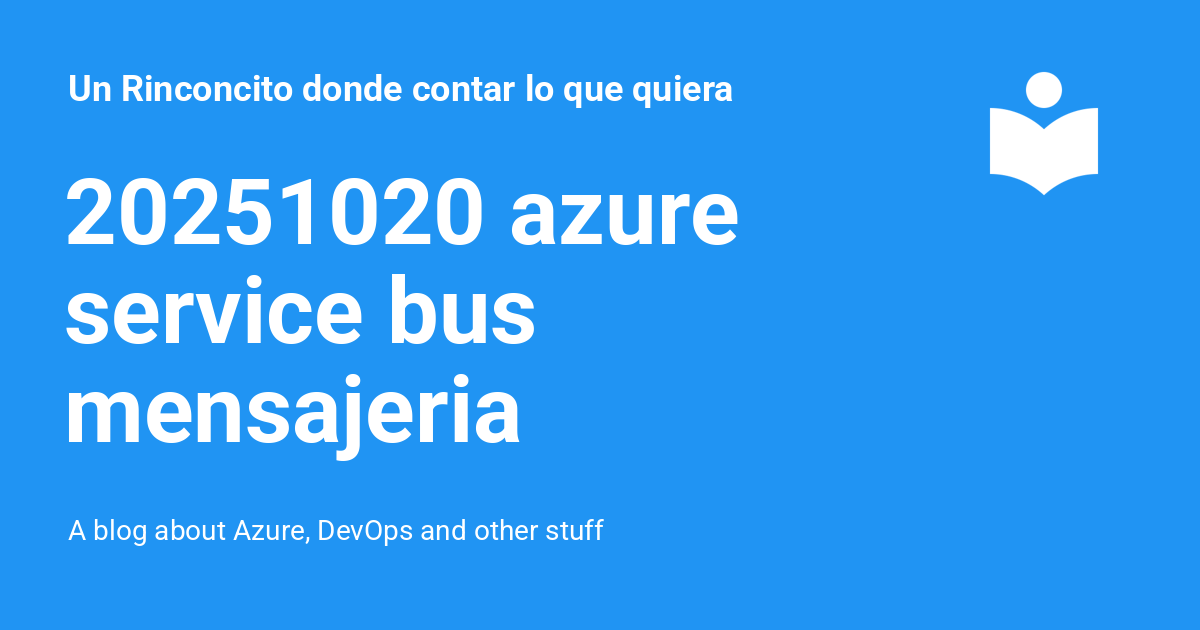 Un Rinconcito donde contar lo que quiera
20251020 azure
service bus
mensajeria
A blog about Azure, DevOps and other stuff